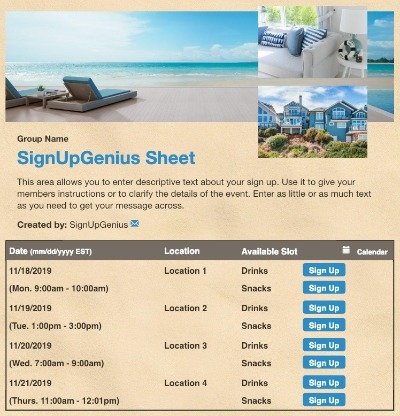 Group Name
SignUpGenius Sheet
This area allows you to enter descriptive text about your sign up. Use it to give your
members instructions or to clarify the details of the event. Enter as little or as much text
as you need to get your message across.
Created by: SignUpGenius
Date (mm/dd/yyyy EST) Location Available Slot Calender
11/18/2019 Location 1 Drinks Sign Up
(Mon. 9:00am - 10:00am) Snacks Sign Up
11/19/2019 Location 2 Drinks Sign Up
(Tue. 1:00pm - 3:00pm) Snacks Sign Up
11/20/2019 Location 3 Drinks Sign Up
(Wed. 7:00am - 9:00am) Snacks Sign Up
11/21/2019 Location 4 Drinks Sign Up
(Thurs. 11:00am - 12:01pm) Snacks Sign Up